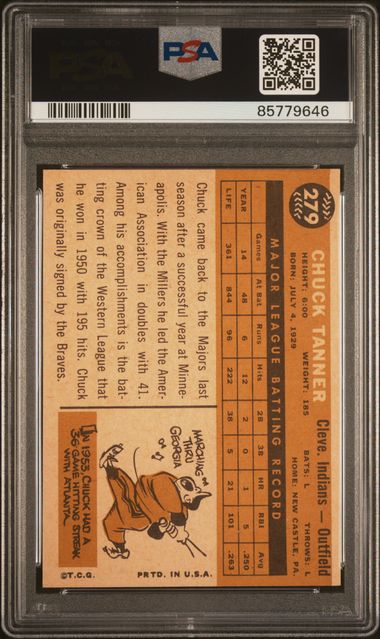 PSA
PSA
85779646
279
CHUCK TANNER Cleve. Indians Outfield
HEIGHT: 6:00 WEIGHT: 185 BATS: L THROWS: L
BORN: JULY 4, 1929 HOME: NEW CASTLE, PA.
MAJOR LEAGUE BATTING RECORD
Games At Bat Runs Hits 2B 3B HR RBI Avg
YEAR 14 48 6 12 2 0 1 5 .250
LIFE 361 844 96 222 38 5 21 101 .263
Chuck came back to the Majors last
season after a successful year at Minne-
apolis. With the Millers he led the Amer-
ican Association in doubles with 41.
Among his accomplishments is the bat-
ting crown of the Western League that
he won in 1950 with 195 hits. Chuck
was originally signed by the Braves.
MARCHING
THRU
GEORGIA
IN 1953 CHUCK HAD A
30 GAME HITTING STREAK
WITH ATLANTA
©T.C.G. PRTD. IN U.S.A.